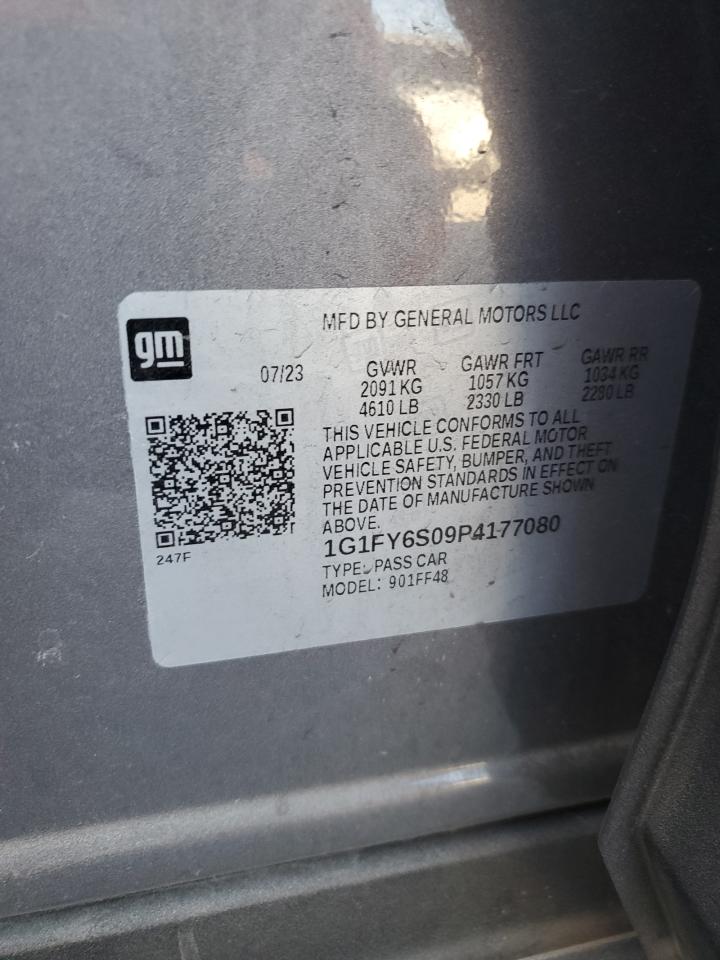 MFD BY GENERAL MOTORS LLC
gm
07/23
GVWR GAWR FRT GAWR RR
2091 KG 1057 KG 1034 KG
4610 LB 2330 LB 2280 LB
THIS VEHICLE CONFORMS TO ALL
APPLICABLE U.S. FEDERAL MOTOR
VEHICLE SAFETY, BUMPER, AND THEFT
PREVENTION STANDARDS IN EFFECT ON
THE DATE OF MANUFACTURE SHOWN
ABOVE.
1G1FY6S09P4177080
247F
TYPE: PASS CAR
MODEL: 901FF48